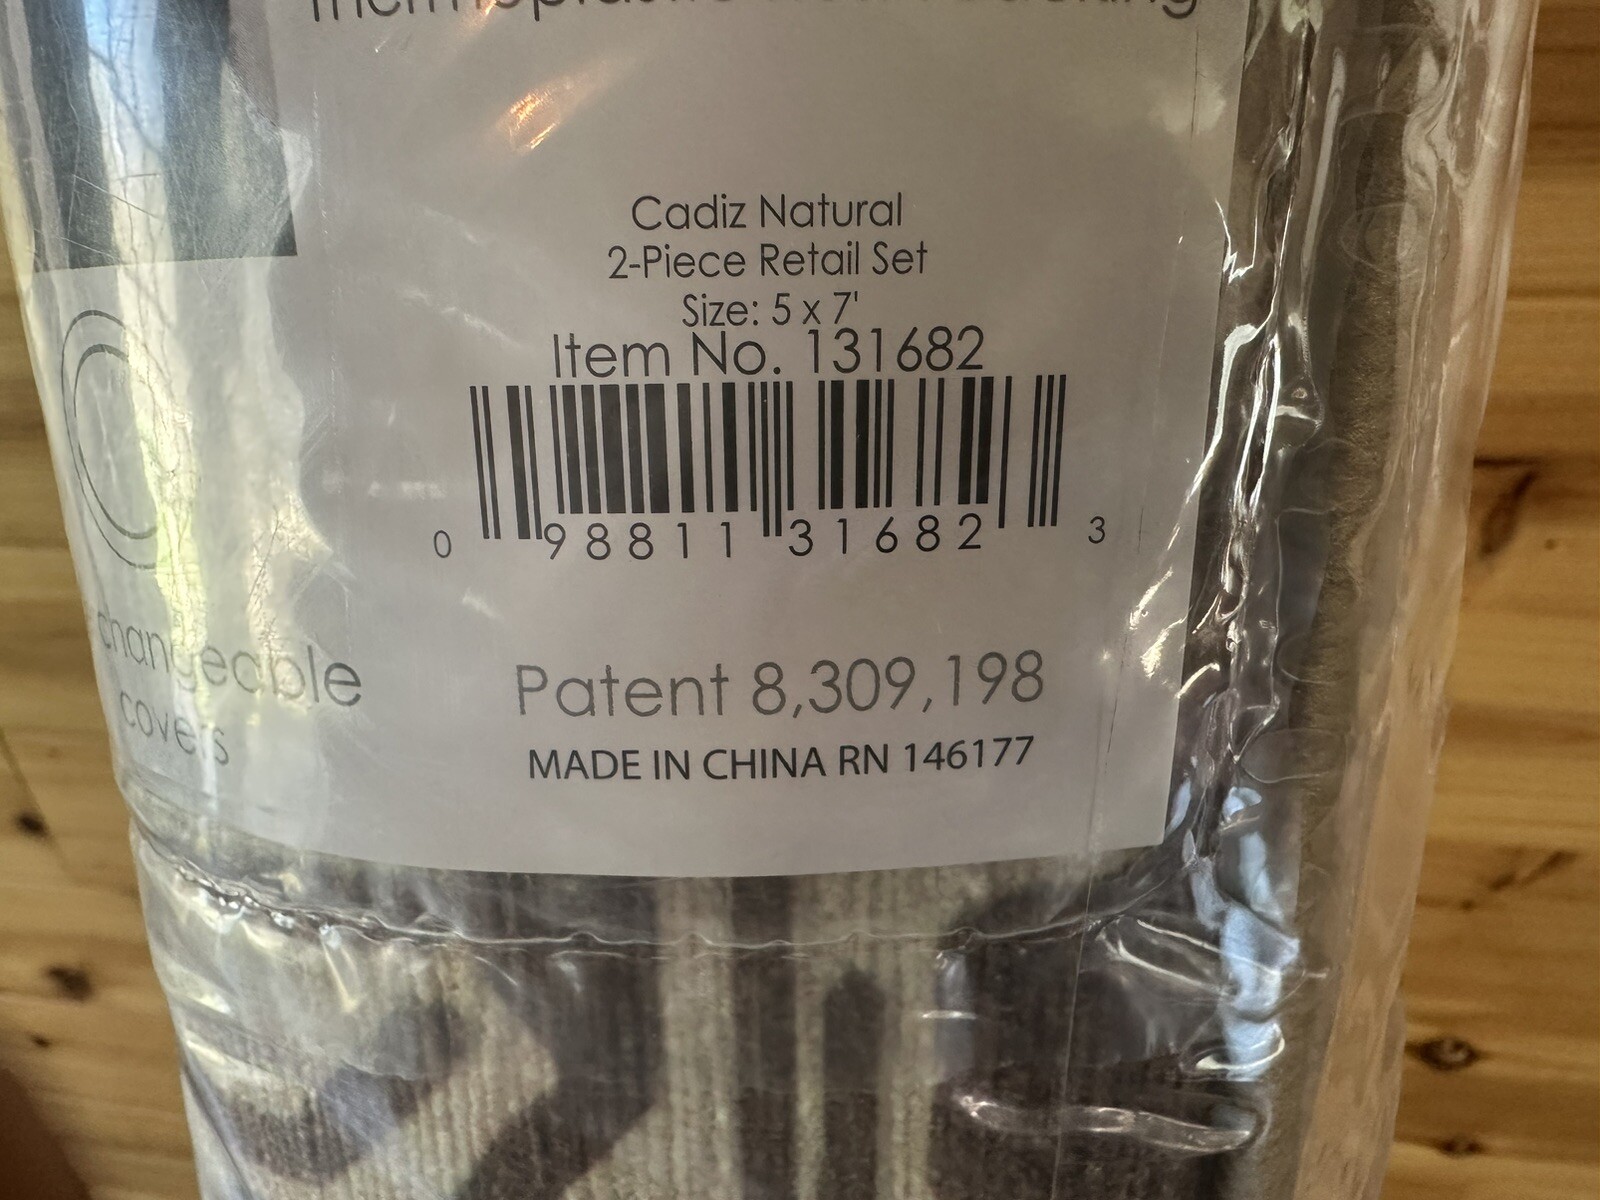 Cadiz Natural
2-Piece Retail Set
Size: 5 x 7'
Item No. 131682
0 98811 31682 3
changeable
covers
Patent 8,309,198
MADE IN CHINA RN 146177